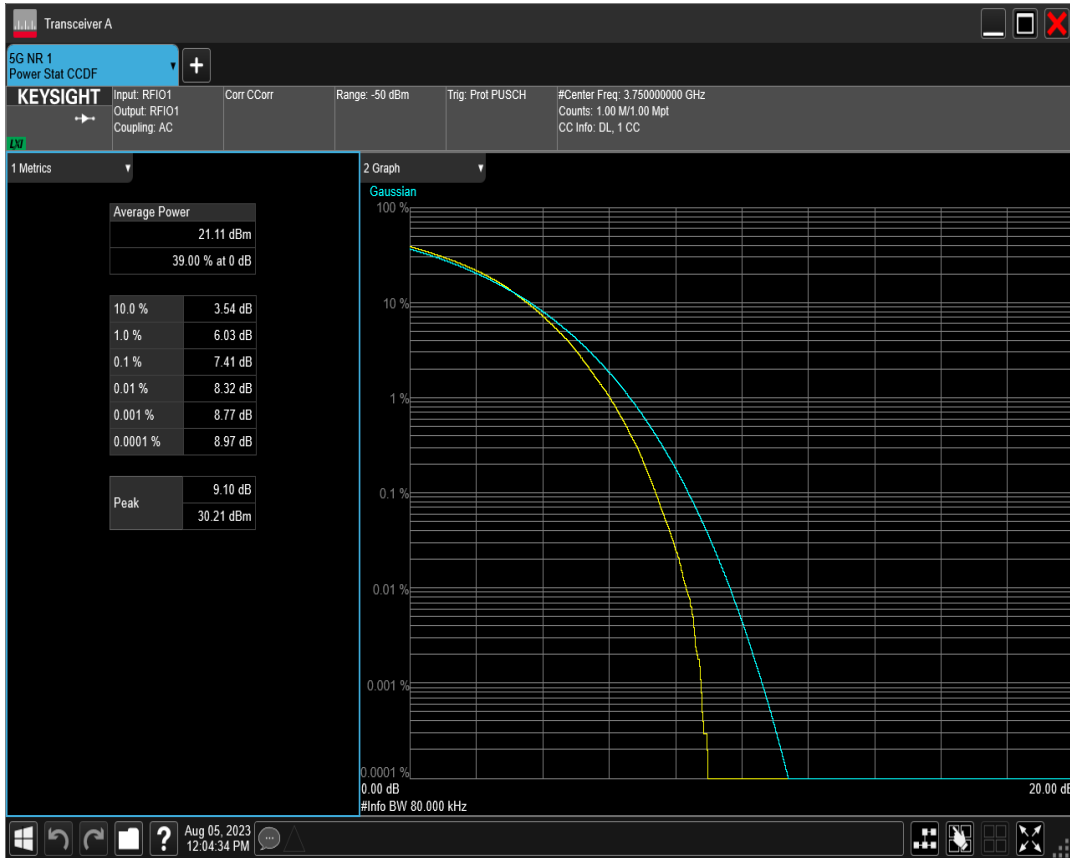 Transceiver A
5G NR 1
Power Stat CCDF
+
KEYSIGHT
LXI
Input: RFIO1
Output: RFIO1
Coupling: AC
Corr CCorr
Range: -50 dBm
Trig: Prot PUSCH
#Center Freq: 3.750000000 GHz
Counts: 1.00 M/1.00 Mpt
CC Info: DL, 1 CC
1 Metrics
Average Power
21.11 dBm
39.00 % at 0 dB
10.0 % 3.54 dB
1.0 % 6.03 dB
0.1 % 7.41 dB
0.01 % 8.32 dB
0.001 % 8.77 dB
0.0001 % 8.97 dB
Peak
9.10 dB
30.21 dBm
2 Graph
Gaussian
100 %
10 %
1 %
0.1 %
0.01 %
0.001 %
0.0001 %
0.00 dB
20.00 dB
#Info BW 80.000 kHz
?
Aug 05, 2023
12:04:34 PM